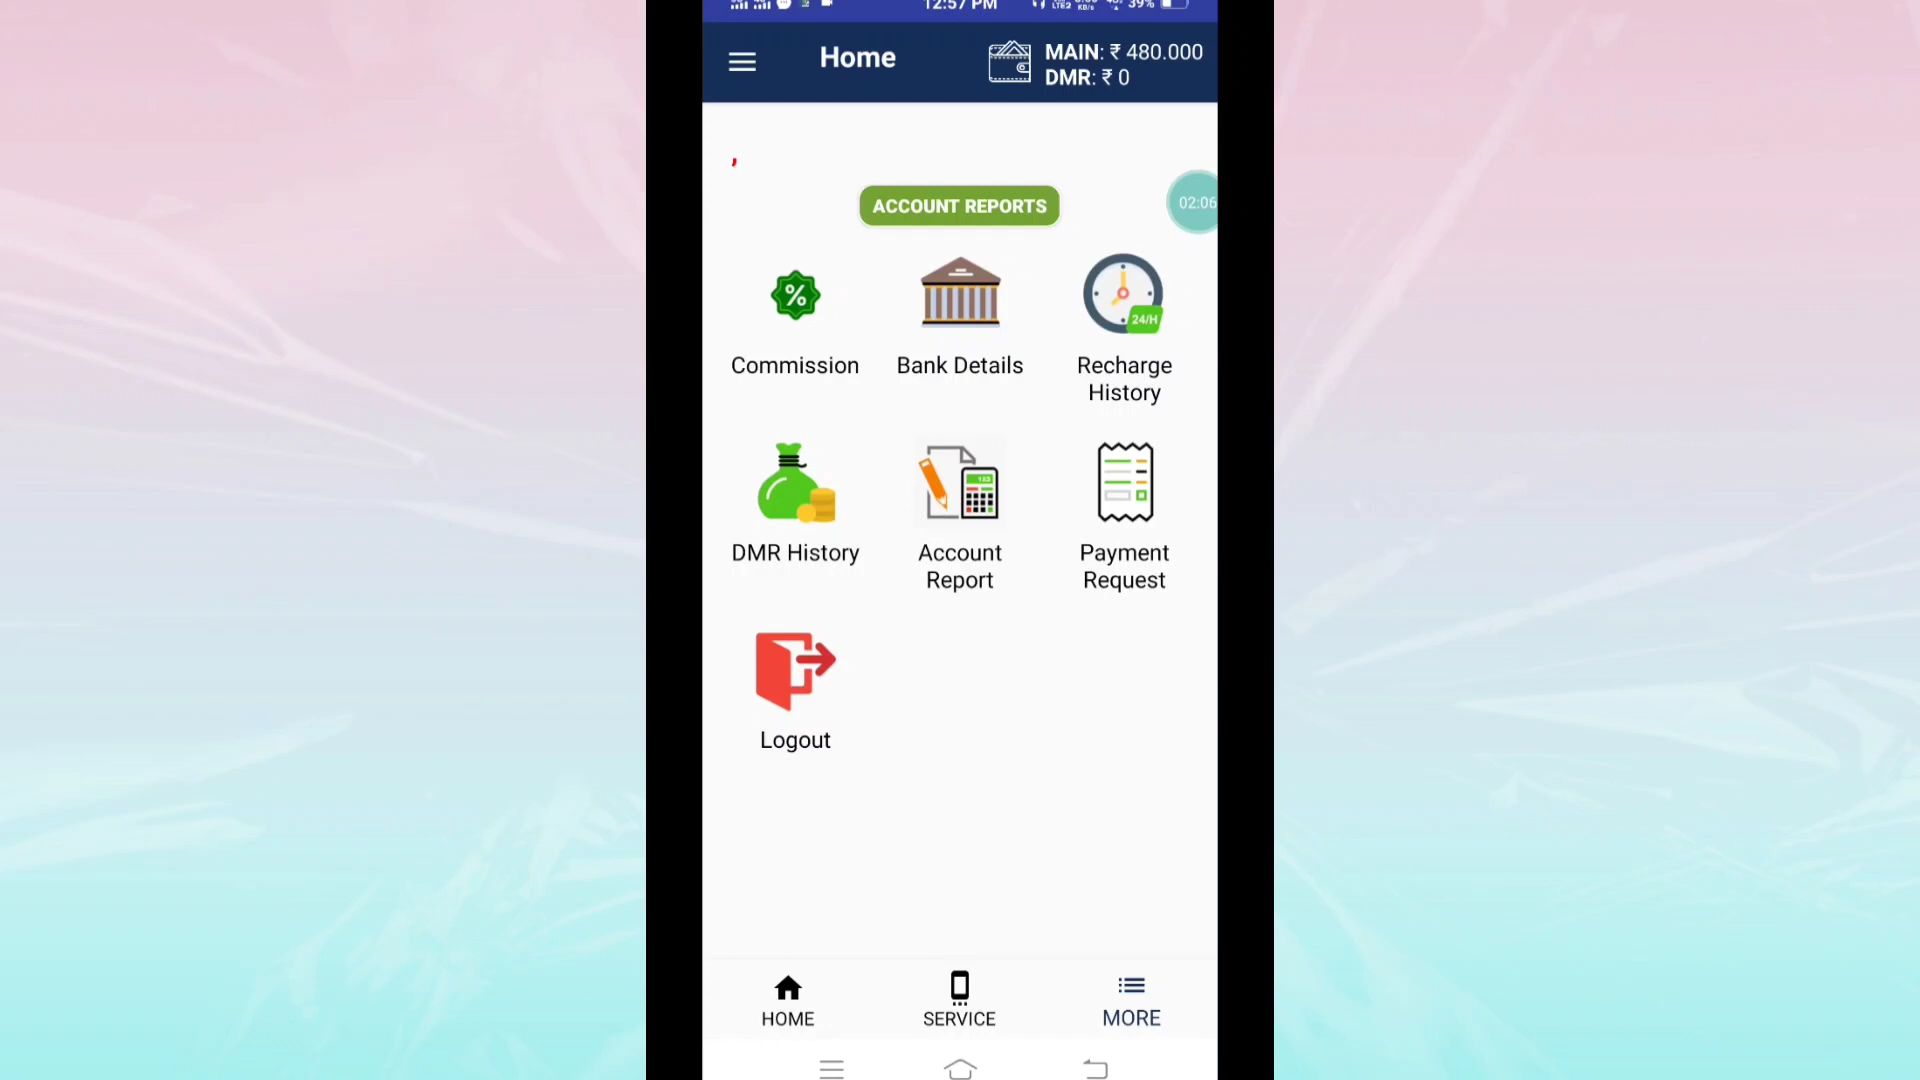 12:57 PM
39%
Home
MAIN: ₹ 480.000
DMR: ₹ 0
,
ACCOUNT REPORTS
02:06
%
24/H
Commission
Bank Details
Recharge
History
123
DMR History
Account
Report
Payment
Request
Logout
HOME
SERVICE
MORE